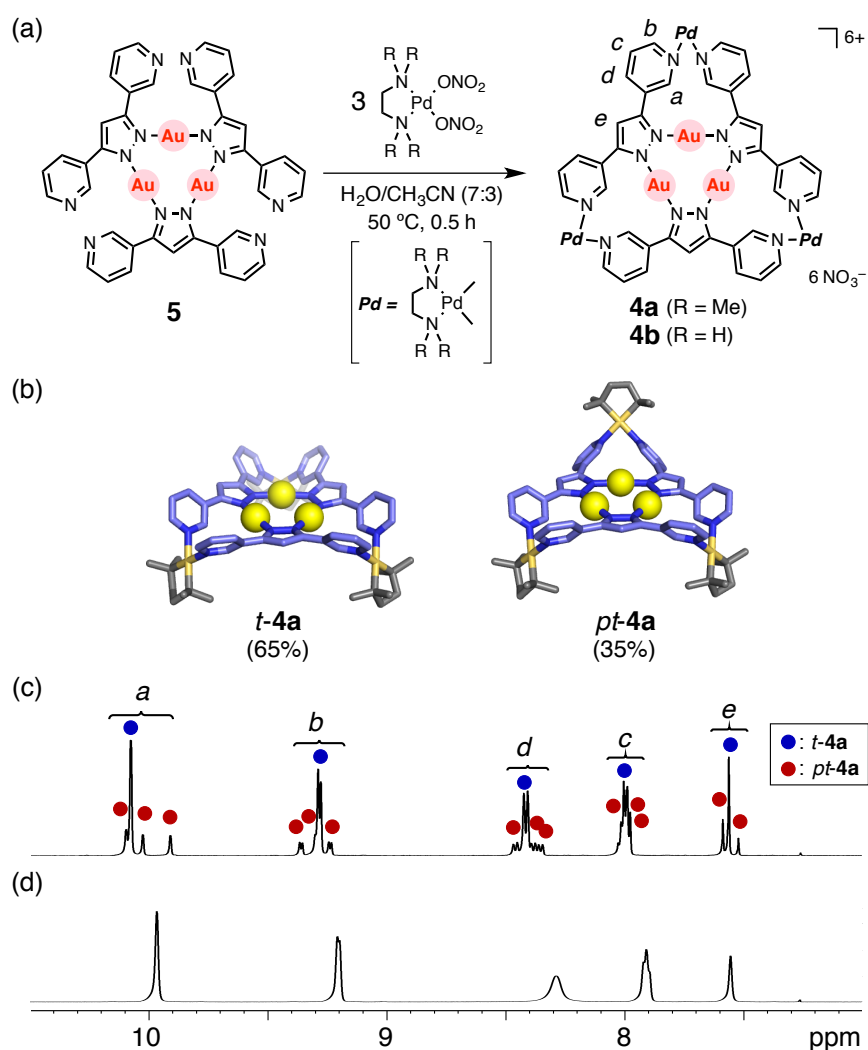 (a)
R R
N
3 Pd ONO2
ONO2
N
R R
H2O/CH3CN (7:3)
50 °C, 0.5 h
N N
N N
Au
N N
Au Au
N N
N N
N N
5
Pd = R R
N
Pd
N
R R
6+
b Pd
c N N
d a
e N Au N
N N
Au Au
N N N N
Pd N N Pd
6 NO3−
4a (R = Me)
4b (R = H)
(b)
t-4a
(65%)
pt-4a
(35%)
(c)
a b d c e
: t-4a
: pt-4a
(d)
10 9 8 ppm